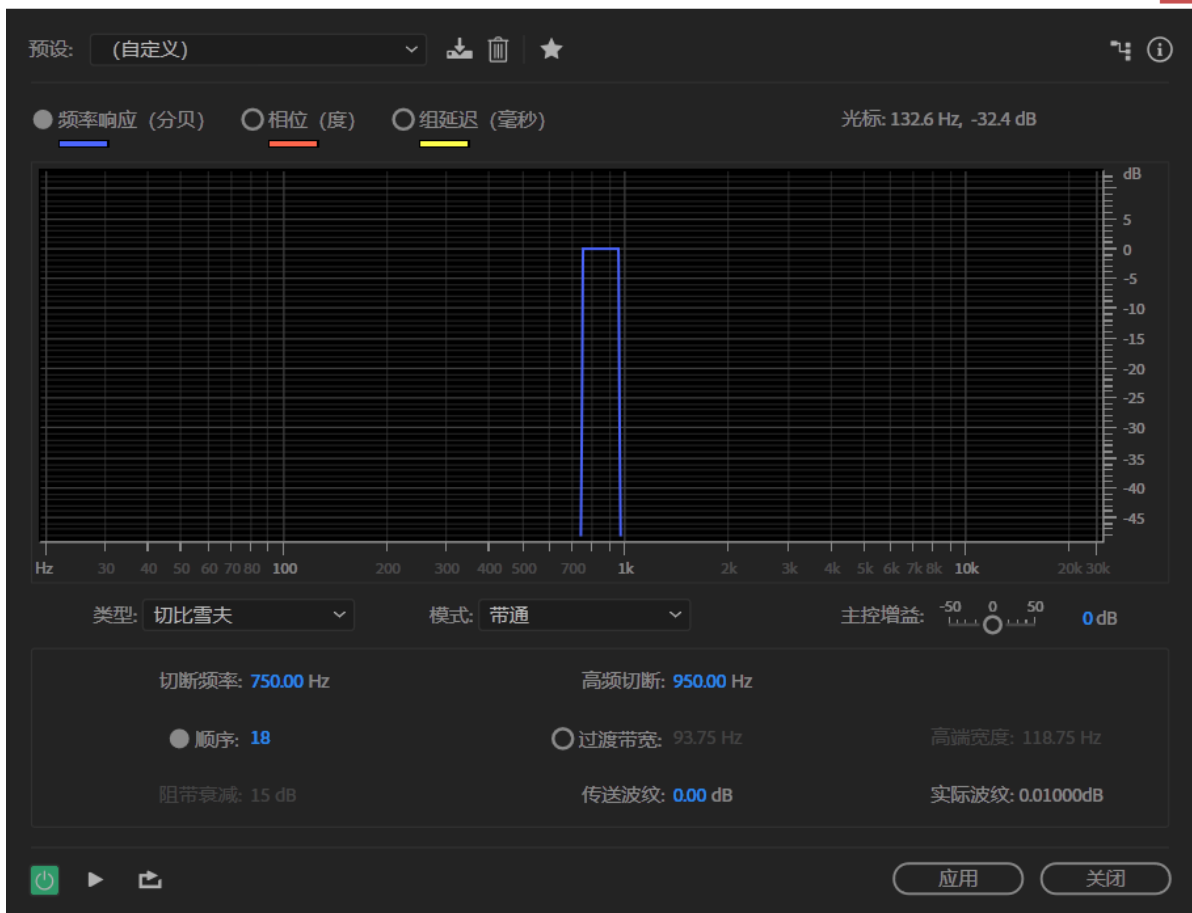 预设: (自定义)
频率响应 (分贝) 相位 (度) 组延迟 (毫秒) 光标: 132.6 Hz, -32.4 dB
dB
5
0
-5
-10
-15
-20
-25
-30
-35
-40
-45
Hz 30 40 50 60 70 80 100 200 300 400 500 700 1k 2k 3k 4k 5k 6k 7k 8k 10k 20k 30k
类型: 切比雪夫 模式: 带通 主控增益: -50 0 50 0 dB
切断频率: 750.00 Hz 高频切断: 950.00 Hz
顺序: 18 过渡带宽: 93.75 Hz 高端宽度: 118.75 Hz
阻带衰减: 15 dB 传送波纹: 0.00 dB 实际波纹: 0.01000dB
应用 关闭